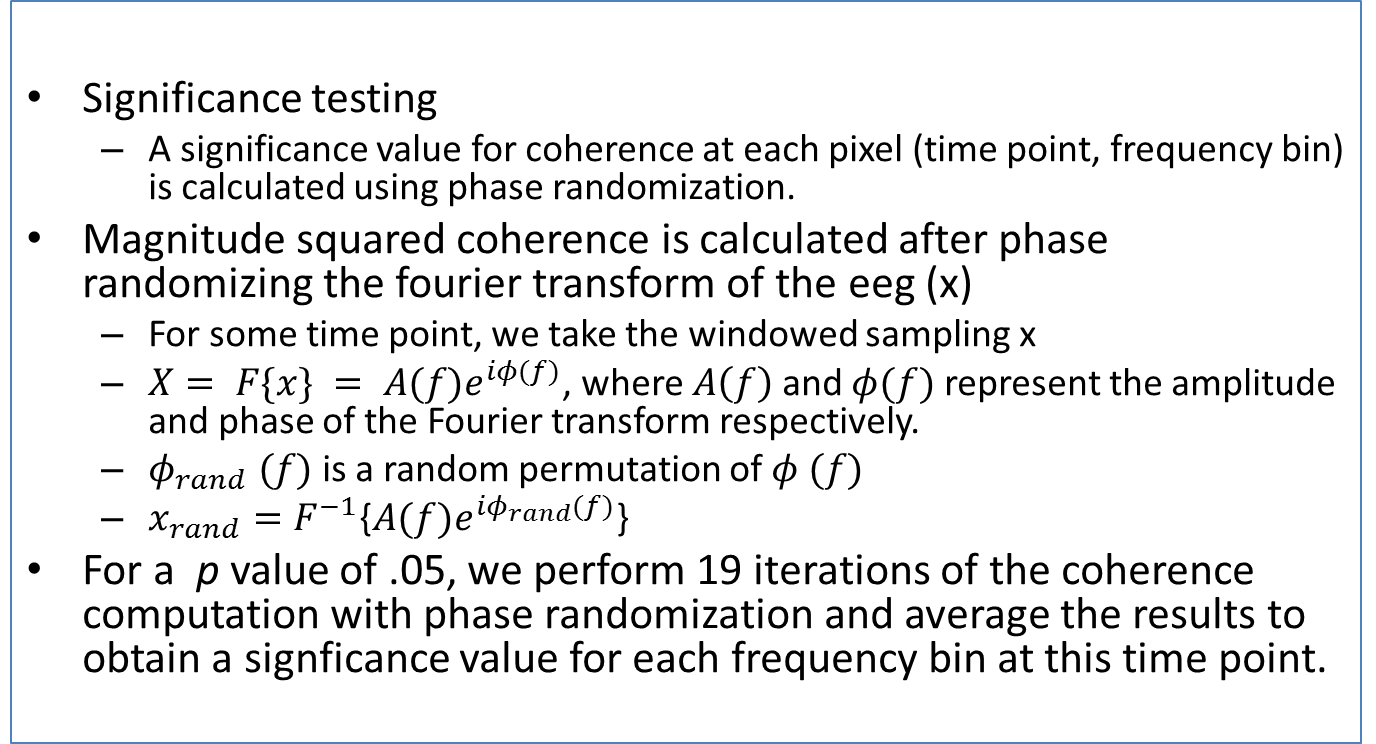 • Significance testing
– A significance value for coherence at each pixel (time point, frequency bin)
is calculated using phase randomization.
• Magnitude squared coherence is calculated after phase
randomizing the fourier transform of the eeg (x)
– For some time point, we take the windowed sampling x
– X = F{x} = A(f)e^{iϕ(f)}, where A(f) and ϕ(f) represent the amplitude
and phase of the Fourier transform respectively.
– ϕ_{rand} (f) is a random permutation of ϕ (f)
– x_{rand} = F^{−1}{A(f)e^{iϕ_{rand}(f)}}
• For a p value of .05, we perform 19 iterations of the coherence
computation with phase randomization and average the results to
obtain a signficance value for each frequency bin at this time point.